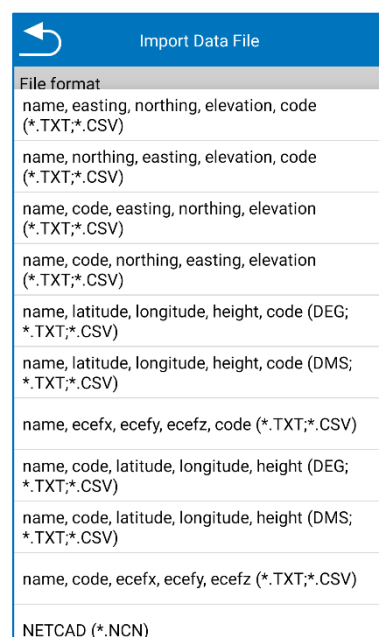 Import Data File
File format
name, easting, northing, elevation, code
(*.TXT;*.CSV)
name, northing, easting, elevation, code
(*.TXT;*.CSV)
name, code, easting, northing, elevation
(*.TXT;*.CSV)
name, code, northing, easting, elevation
(*.TXT;*.CSV)
name, latitude, longitude, height, code (DEG;
*.TXT;*.CSV)
name, latitude, longitude, height, code (DMS;
*.TXT;*.CSV)
name, ecefx, ecefy, ecefz, code (*.TXT;*.CSV)
name, code, latitude, longitude, height (DEG;
*.TXT;*.CSV)
name, code, latitude, longitude, height (DMS;
*.TXT;*.CSV)
name, code, ecefx, ecefy, ecefz (*.TXT;*.CSV)
NETCAD (*.NCN)